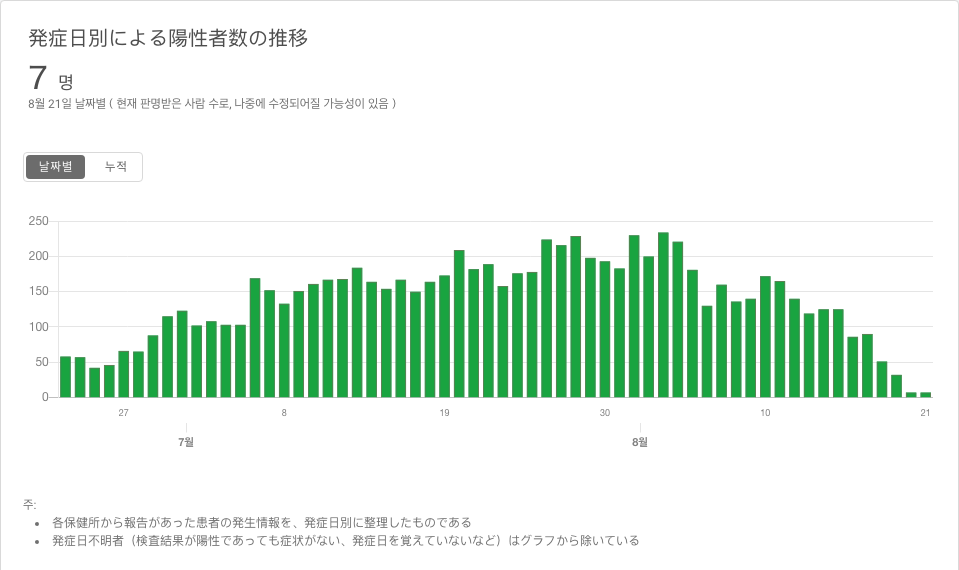 発症日別による陽性者数の推移
7 명
8월 21일 날짜별 ( 현재 판명받은 사람 수로, 나중에 수정되어질 가능성이 있음 )
날짜별 누적
250
200
150
100
50
0
27 8 19 30 10 21
7월 8월
주:
• 各保健所から報告があった患者の発生情報を、発症日別に整理したものである
• 発症日不明者（検査結果が陽性であっても症状がない、発症日を覚えていないなど）はグラフから除いている